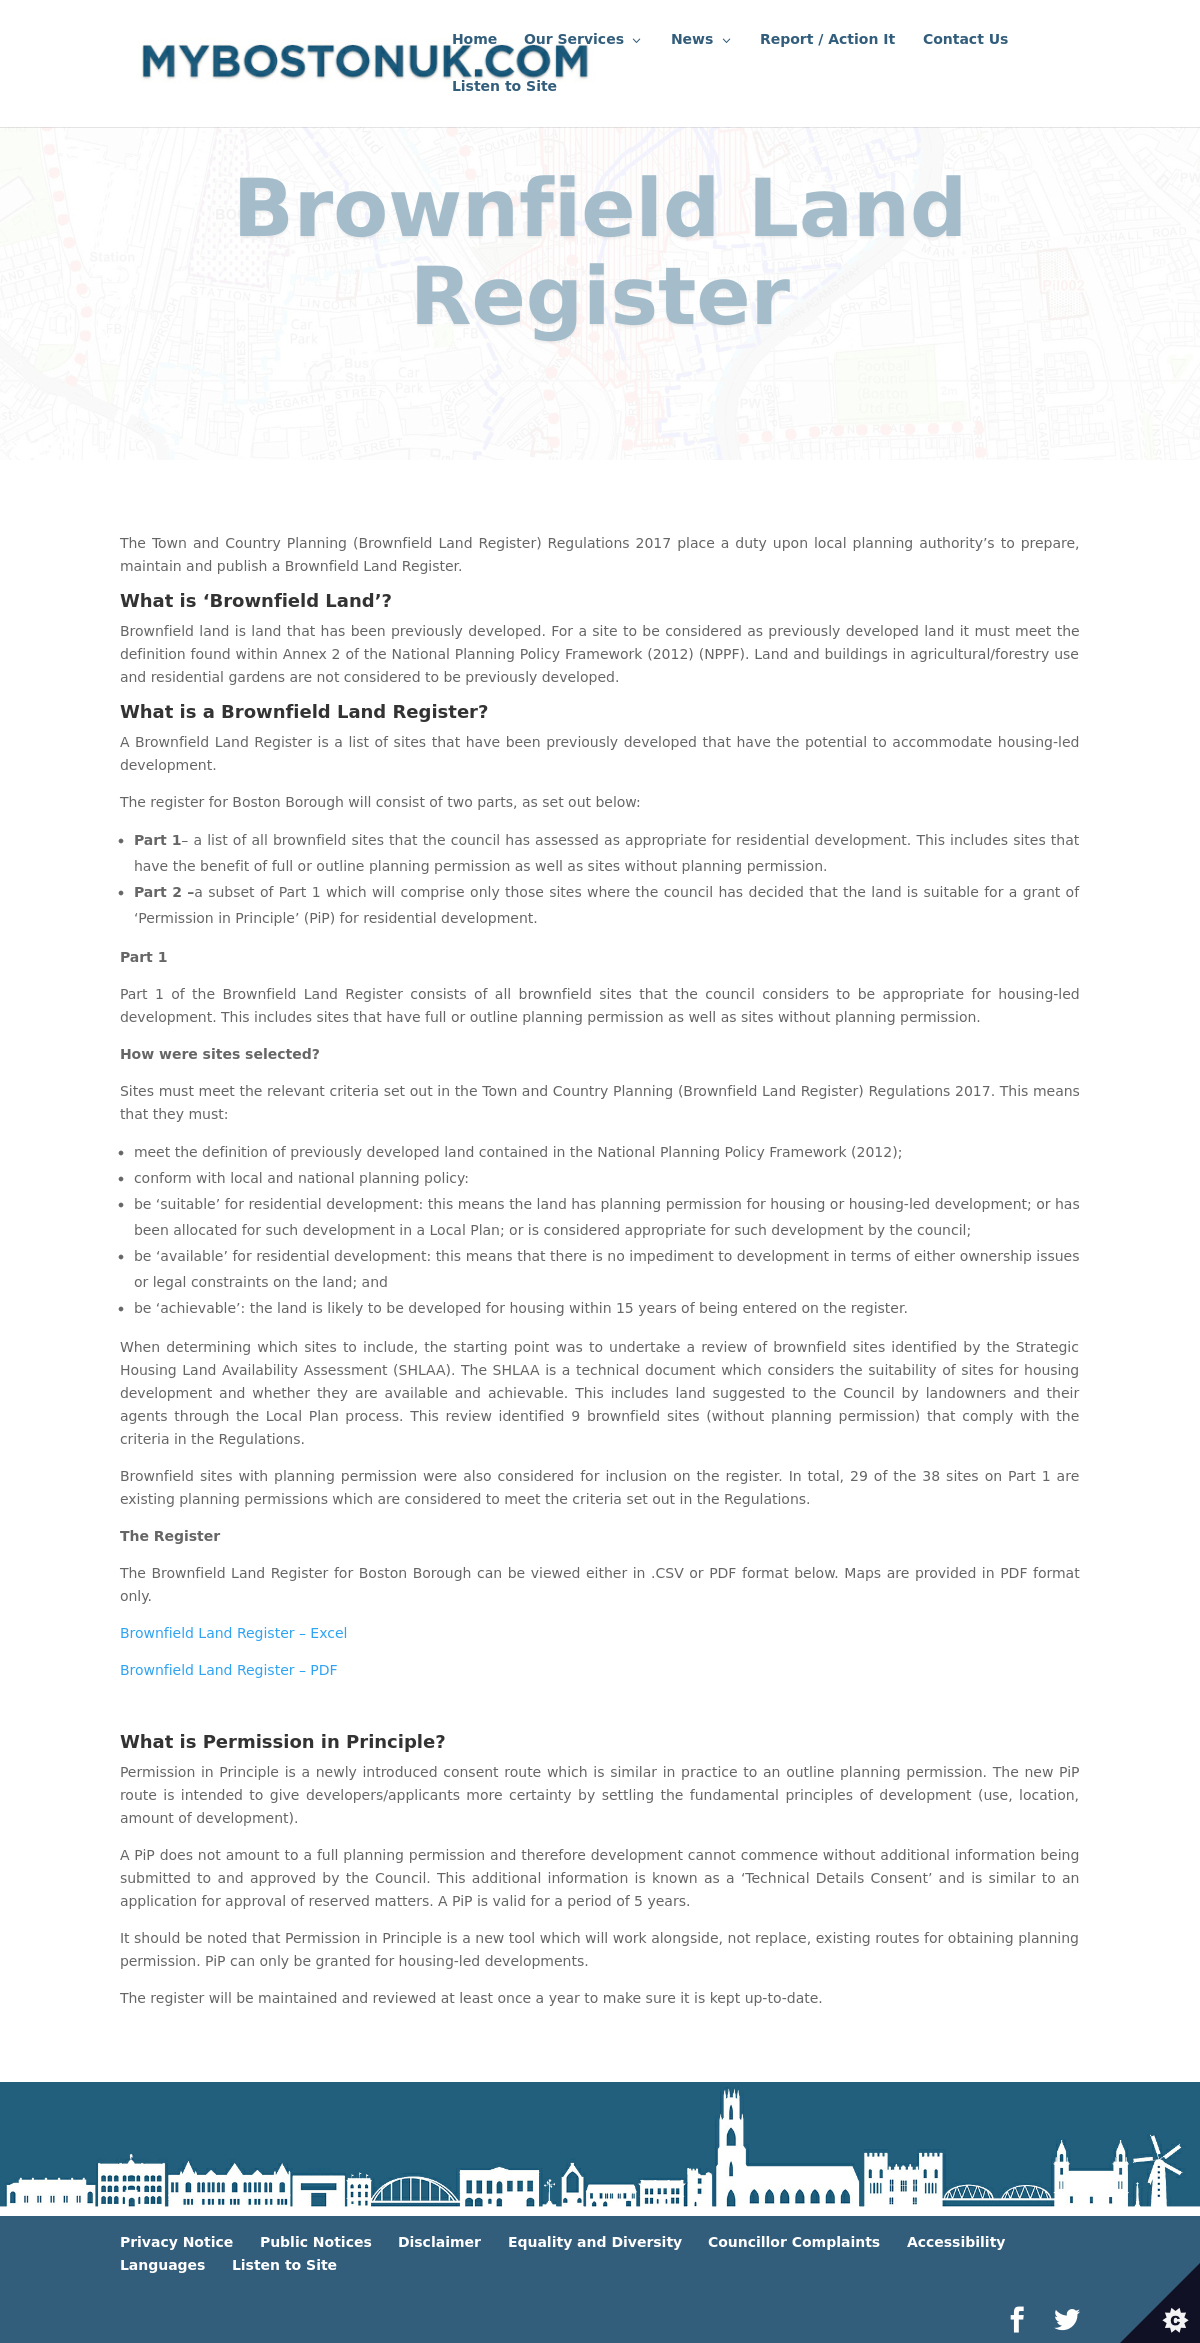 MYBOSTONUK.COM
Home Our Services News Report / Action It Contact Us
Listen to Site
Brownfield Land
Register
The Town and Country Planning (Brownfield Land Register) Regulations 2017 place a duty upon local planning authority’s to prepare,
maintain and publish a Brownfield Land Register.
What is ‘Brownfield Land’?
Brownfield land is land that has been previously developed. For a site to be considered as previously developed land it must meet the
definition found within Annex 2 of the National Planning Policy Framework (2012) (NPPF). Land and buildings in agricultural/forestry use
and residential gardens are not considered to be previously developed.
What is a Brownfield Land Register?
A Brownfield Land Register is a list of sites that have been previously developed that have the potential to accommodate housing-led
development.
The register for Boston Borough will consist of two parts, as set out below:
Part 1– a list of all brownfield sites that the council has assessed as appropriate for residential development. This includes sites that
have the benefit of full or outline planning permission as well as sites without planning permission.
Part 2 –a subset of Part 1 which will comprise only those sites where the council has decided that the land is suitable for a grant of
‘Permission in Principle’ (PiP) for residential development.
Part 1
Part 1 of the Brownfield Land Register consists of all brownfield sites that the council considers to be appropriate for housing-led
development. This includes sites that have full or outline planning permission as well as sites without planning permission.
How were sites selected?
Sites must meet the relevant criteria set out in the Town and Country Planning (Brownfield Land Register) Regulations 2017. This means
that they must:
meet the definition of previously developed land contained in the National Planning Policy Framework (2012);
conform with local and national planning policy:
be ‘suitable’ for residential development: this means the land has planning permission for housing or housing-led development; or has
been allocated for such development in a Local Plan; or is considered appropriate for such development by the council;
be ‘available’ for residential development: this means that there is no impediment to development in terms of either ownership issues
or legal constraints on the land; and
be ‘achievable’: the land is likely to be developed for housing within 15 years of being entered on the register.
When determining which sites to include, the starting point was to undertake a review of brownfield sites identified by the Strategic
Housing Land Availability Assessment (SHLAA). The SHLAA is a technical document which considers the suitability of sites for housing
development and whether they are available and achievable. This includes land suggested to the Council by landowners and their
agents through the Local Plan process. This review identified 9 brownfield sites (without planning permission) that comply with the
criteria in the Regulations.
Brownfield sites with planning permission were also considered for inclusion on the register. In total, 29 of the 38 sites on Part 1 are
existing planning permissions which are considered to meet the criteria set out in the Regulations.
The Register
The Brownfield Land Register for Boston Borough can be viewed either in .CSV or PDF format below. Maps are provided in PDF format
only.
Brownfield Land Register – Excel
Brownfield Land Register – PDF
What is Permission in Principle?
Permission in Principle is a newly introduced consent route which is similar in practice to an outline planning permission. The new PiP
route is intended to give developers/applicants more certainty by settling the fundamental principles of development (use, location,
amount of development).
A PiP does not amount to a full planning permission and therefore development cannot commence without additional information being
submitted to and approved by the Council. This additional information is known as a ‘Technical Details Consent’ and is similar to an
application for approval of reserved matters. A PiP is valid for a period of 5 years.
It should be noted that Permission in Principle is a new tool which will work alongside, not replace, existing routes for obtaining planning
permission. PiP can only be granted for housing-led developments.
The register will be maintained and reviewed at least once a year to make sure it is kept up-to-date.
Privacy Notice Public Notices Disclaimer Equality and Diversity Councillor Complaints Accessibility
Languages Listen to Site